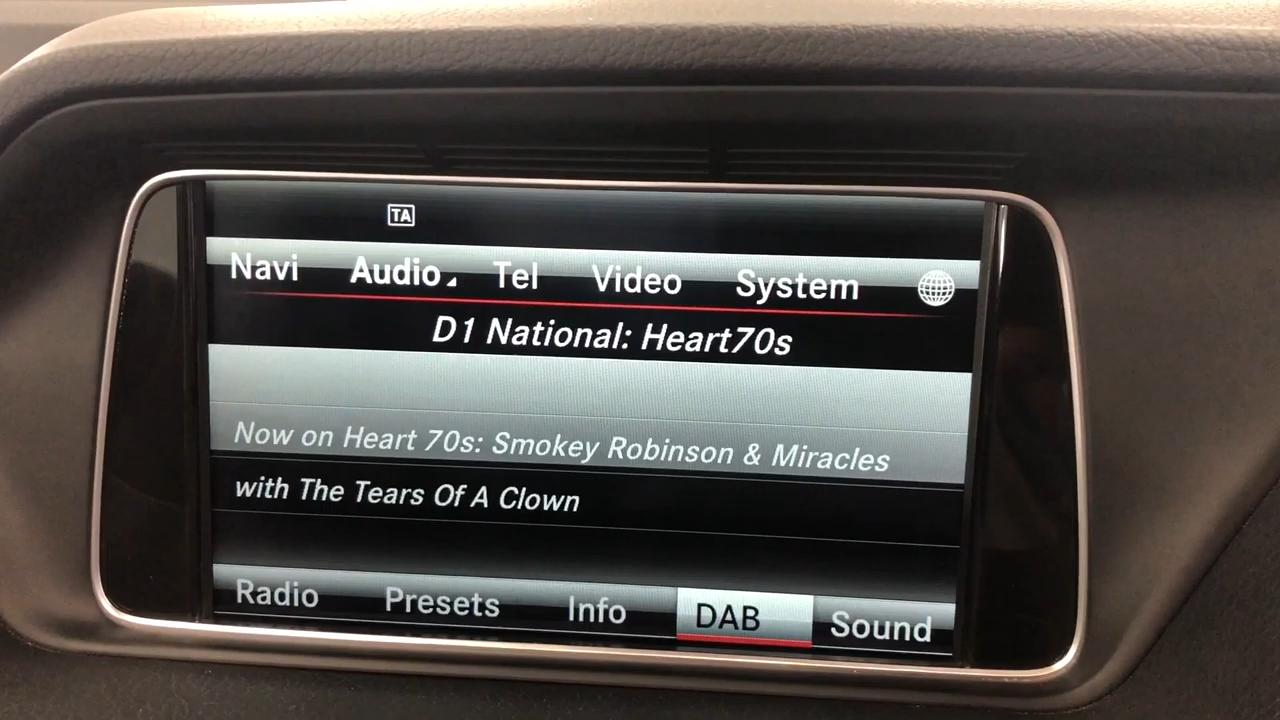 TA
Navi Audio Tel Video System
D1 National: Heart70s
Now on Heart 70s: Smokey Robinson & Miracles
with The Tears Of A Clown
Radio Presets Info DAB Sound